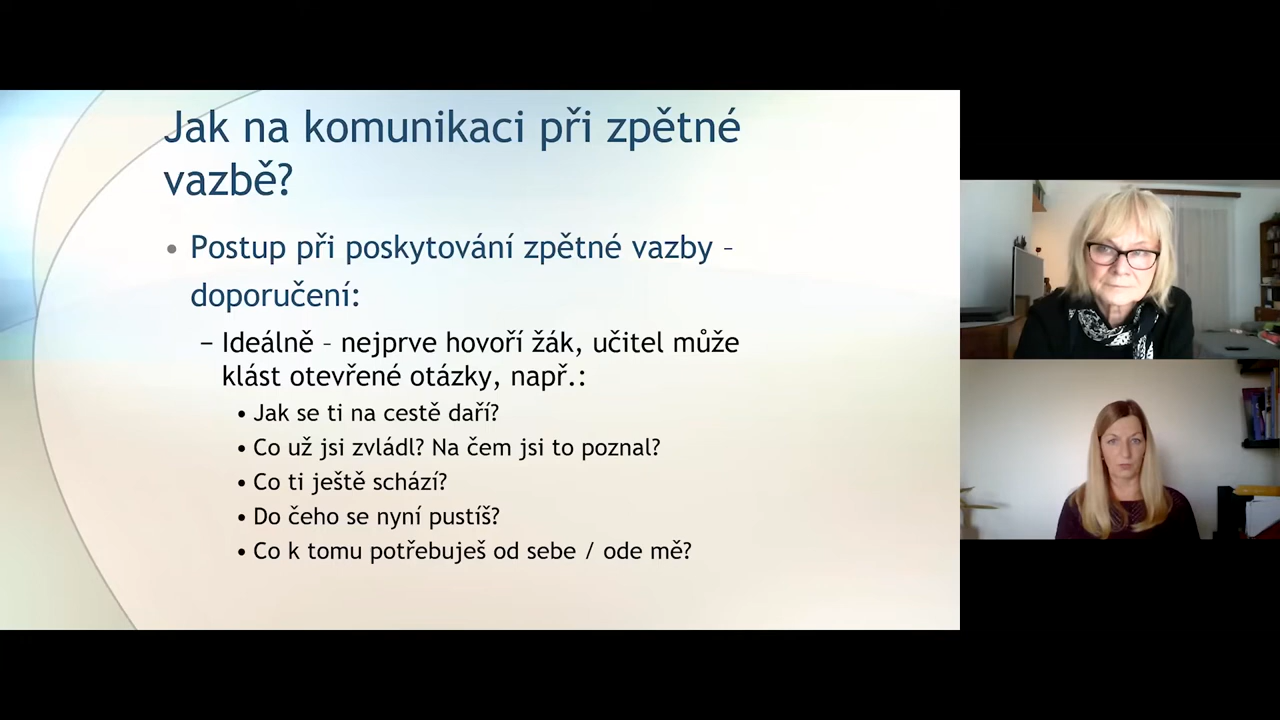 Jak na komunikaci při zpětné
vazbě?
• Postup při poskytování zpětné vazby –
doporučení:
– Ideálně – nejprve hovoří žák, učitel může
klást otevřené otázky, např.:
• Jak se ti na cestě daří?
• Co už jsi zvládl? Na čem jsi to poznal?
• Co ti ještě schází?
• Do čeho se nyní pustíš?
• Co k tomu potřebuješ od sebe / ode mě?